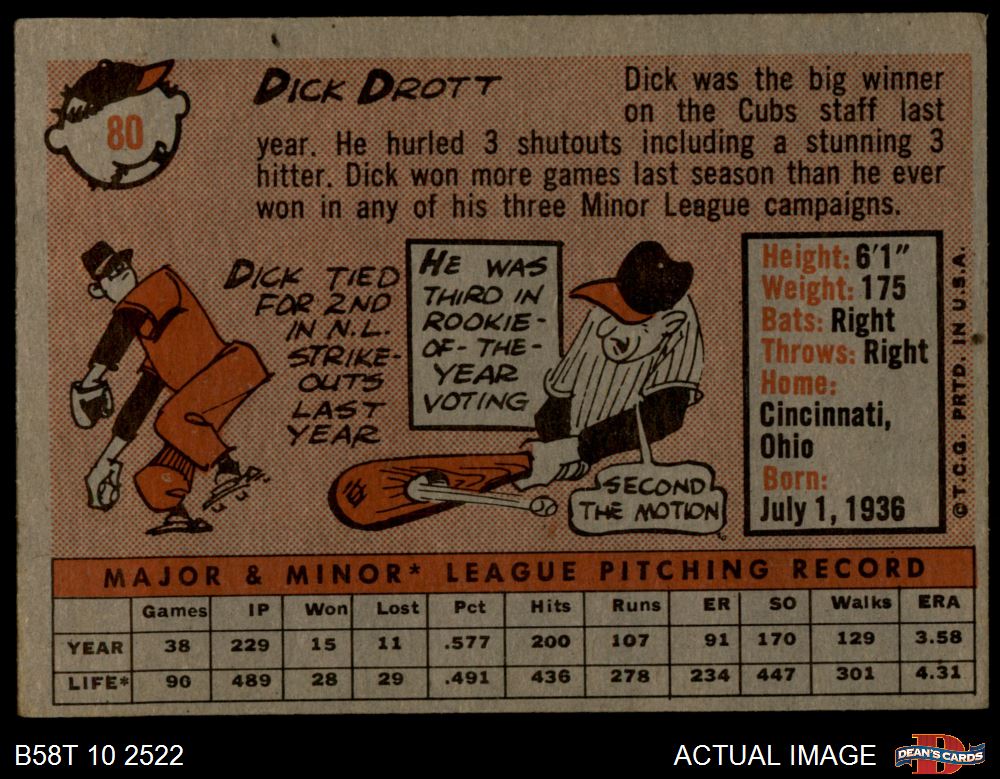 80
DICK DROTT
Dick was the big winner
on the Cubs staff last
year. He hurled 3 shutouts including a stunning 3
hitter. Dick won more games last season than he ever
won in any of his three Minor League campaigns.
DICK TIED
FOR 2ND
IN N.L.
STRIKE-
OUTS
LAST
YEAR
HE WAS
THIRD IN
ROOKIE-
OF-THE-
YEAR
VOTING
SECOND
THE MOTION
Height: 6'1"
Weight: 175
Bats: Right
Throws: Right
Home:
Cincinnati,
Ohio
Born:
July 1, 1936
©T.C.G. PRTD. IN U.S.A.
MAJOR & MINOR* LEAGUE PITCHING RECORD
Games IP Won Lost Pct Hits Runs ER SO Walks ERA
YEAR 38 229 15 11 .577 200 107 91 170 129 3.58
LIFE* 90 489 28 29 .491 436 278 234 447 301 4.31
B58T 10 2522
ACTUAL IMAGE
D
DEAN'S CARDS